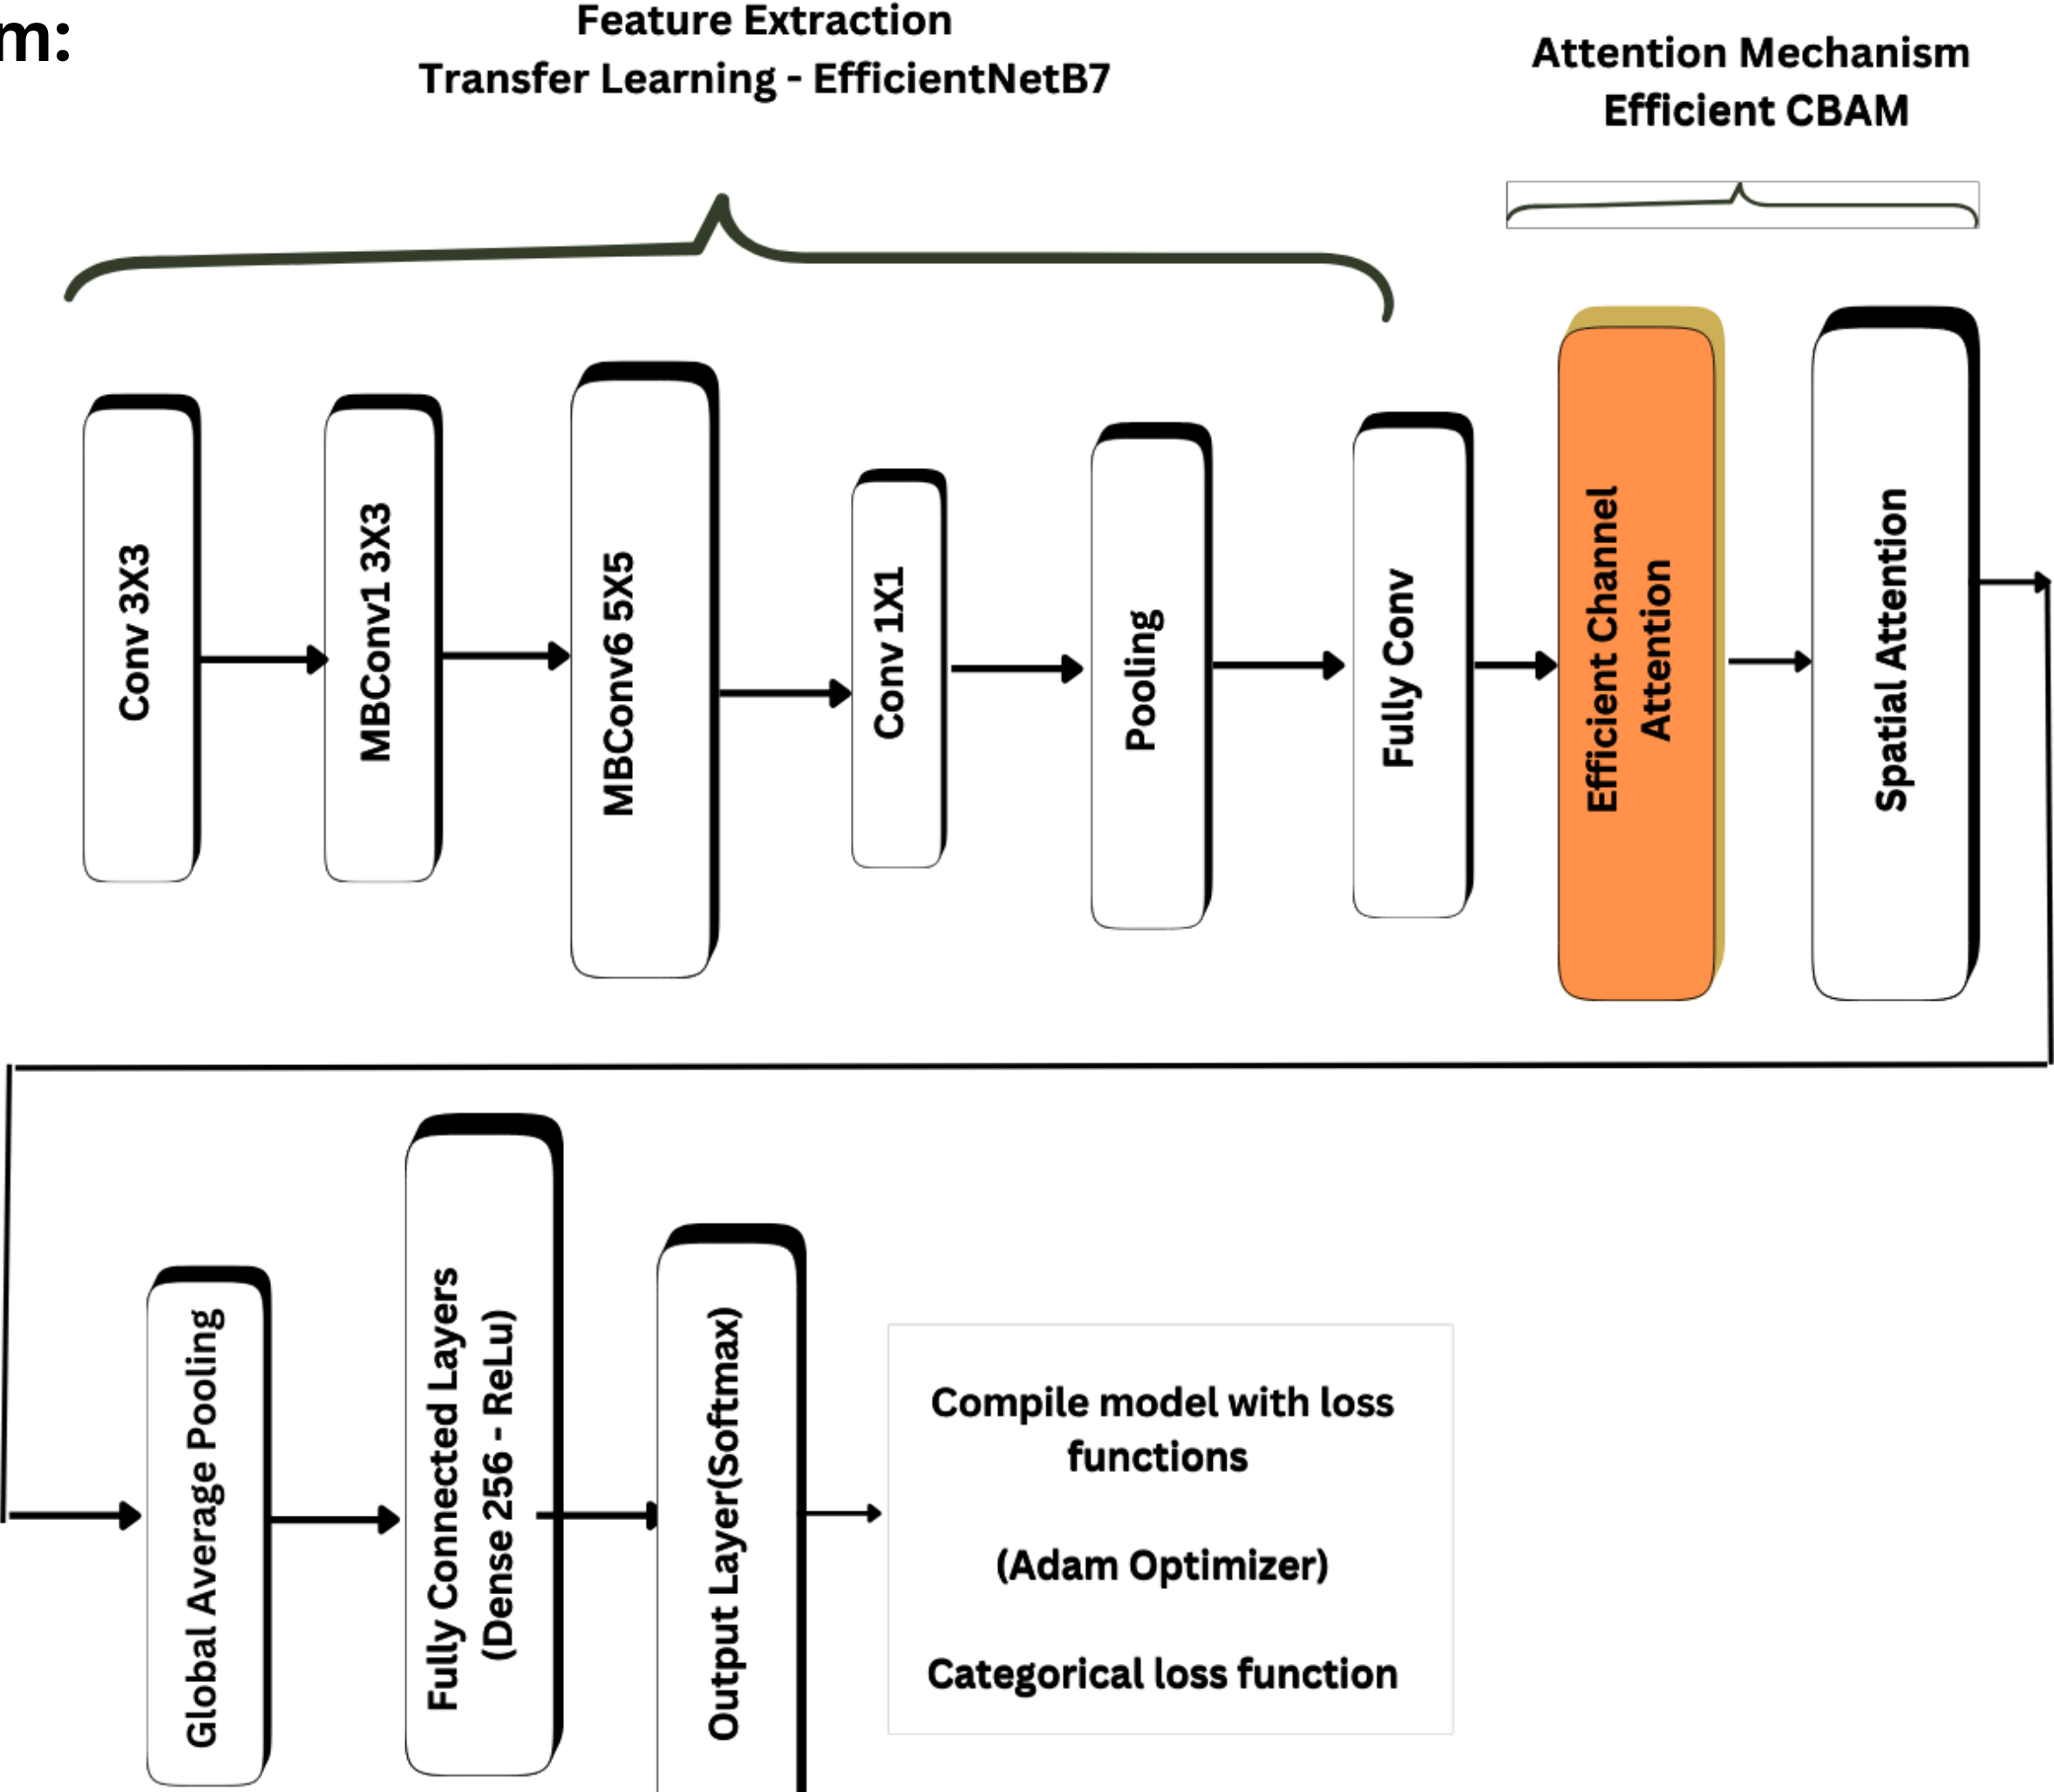 m:
Feature Extraction
Transfer Learning - EfficientNetB7
Attention Mechanism
Efficient CBAM
Conv 3X3
MBConv1 3X3
MBConv6 5X5
Conv 1X1
Pooling
Fully Conv
Efficient Channel
Attention
Spatial Attention
Global Average Pooling
Fully Connected Layers
(Dense 256 - ReLu)
Output Layer(Softmax)
Compile model with loss
functions
(Adam Optimizer)
Categorical loss function